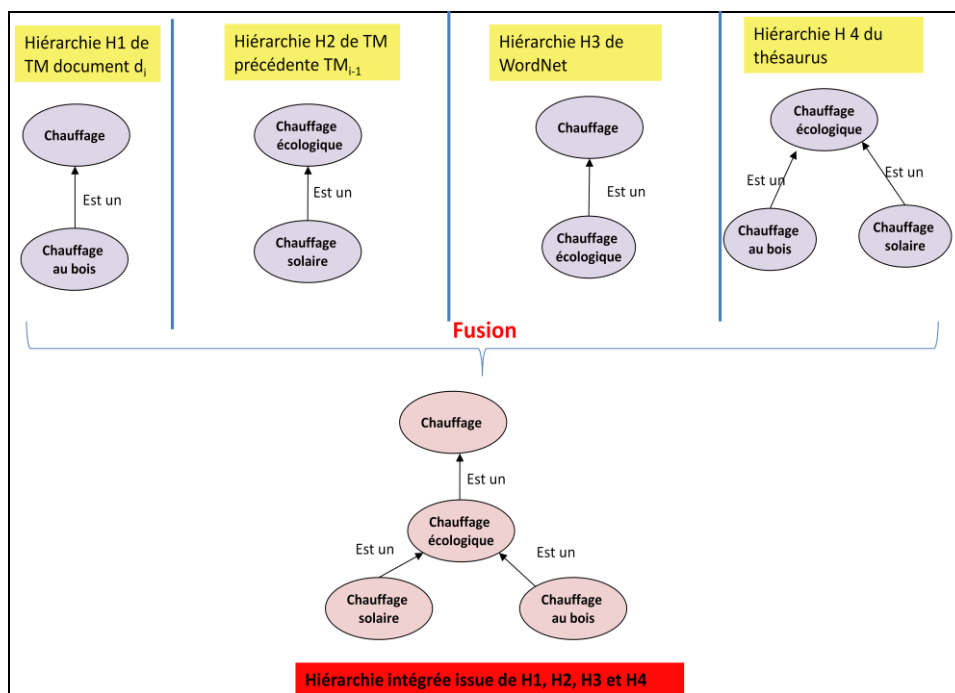 Hiérarchie H1 de
TM document di
Hiérarchie H2 de TM
précédente TMi-1
Hiérarchie H3 de
WordNet
Hiérarchie H 4 du
thésaurus
Chauffage
Est un
Chauffage
au bois
Chauffage
écologique
Est un
Chauffage
solaire
Chauffage
Est un
Chauffage
écologique
Chauffage
écologique
Est un
Est un
Chauffage
au bois
Chauffage
solaire
Fusion
Chauffage
Est un
Chauffage
écologique
Est un
Est un
Chauffage
solaire
Chauffage
au bois
Hiérarchie intégrée issue de H1, H2, H3 et H4